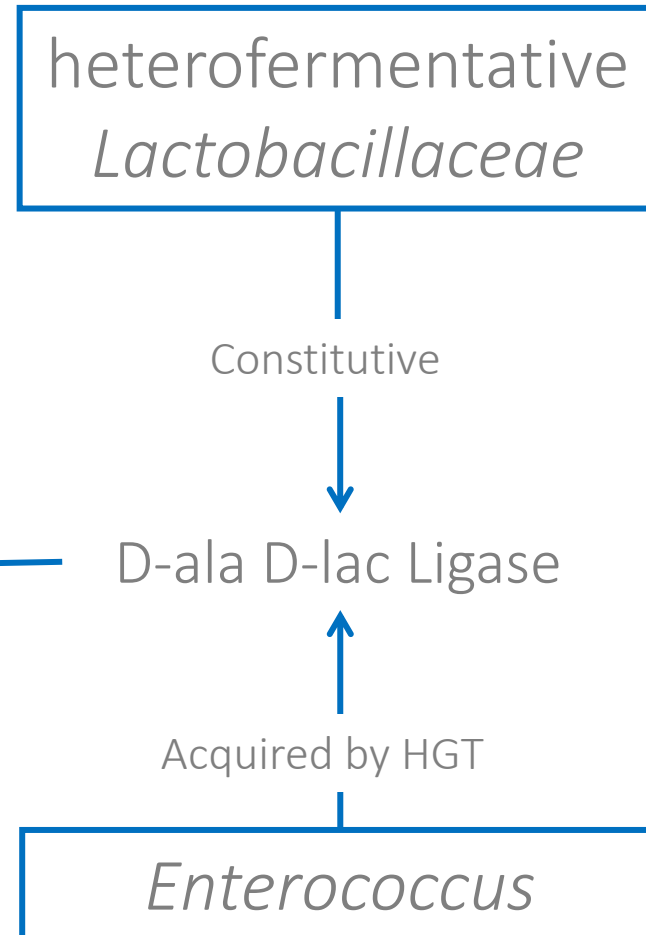 heterofermentative
Lactobacillaceae
Constitutive
D-ala D-lac Ligase
Acquired by HGT
Enterococcus